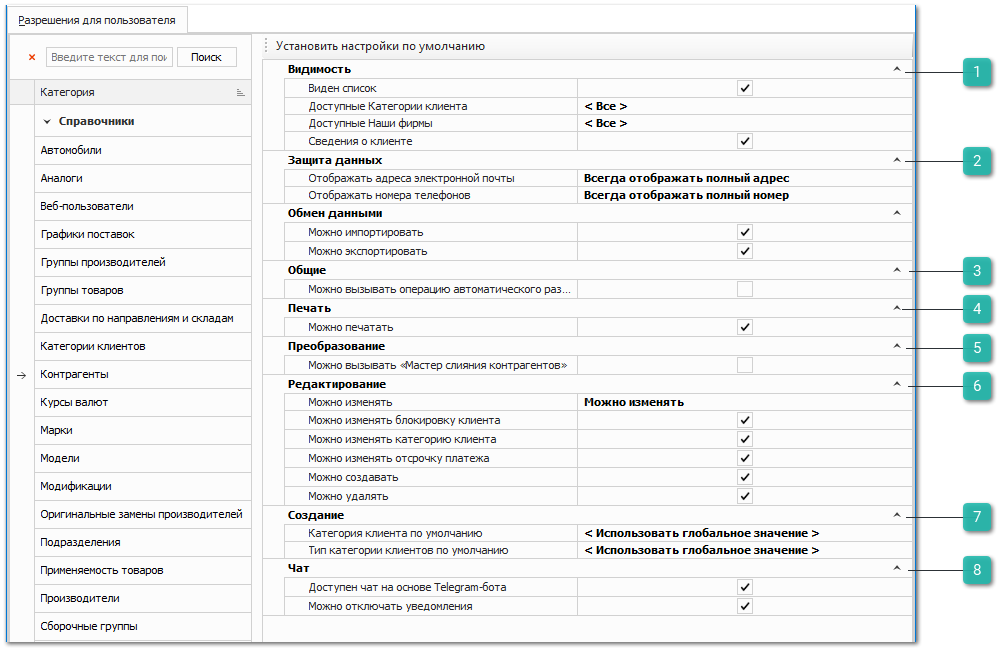 Разрешения для пользователя
Введите текст для пои
Поиск
Категория
Справочники
Автомобили
Аналоги
Веб-пользователи
Графики поставок
Группы производителей
Группы товаров
Доставки по направлениям и складам
Категории клиентов
Контрагенты
Курсы валют
Марки
Модели
Модификации
Оригинальные замены производителей
Подразделения
Применяемость товаров
Производители
Сборочные группы
Установить настройки по умолчанию
Видимость 1
Виден список
Доступные Категории клиента < Все >
Доступные Наши фирмы < Все >
Сведения о клиенте
Защита данных 2
Отображать адреса электронной почты Всегда отображать полный адрес
Отображать номера телефонов Всегда отображать полный номер
Обмен данными
Можно импортировать
Можно экспортировать
Общие 3
Можно вызывать операцию автоматического раз...
Печать 4
Можно печатать
Преобразование 5
Можно вызывать «Мастер слияния контрагентов»
Редактирование 6
Можно изменять Можно изменять
Можно изменять блокировку клиента
Можно изменять категорию клиента
Можно изменять отсрочку платежа
Можно создавать
Можно удалять
Создание 7
Категория клиента по умолчанию < Использовать глобальное значение >
Тип категории клиентов по умолчанию < Использовать глобальное значение >
Чат 8
Доступен чат на основе Telegram-бота
Можно отключать уведомления